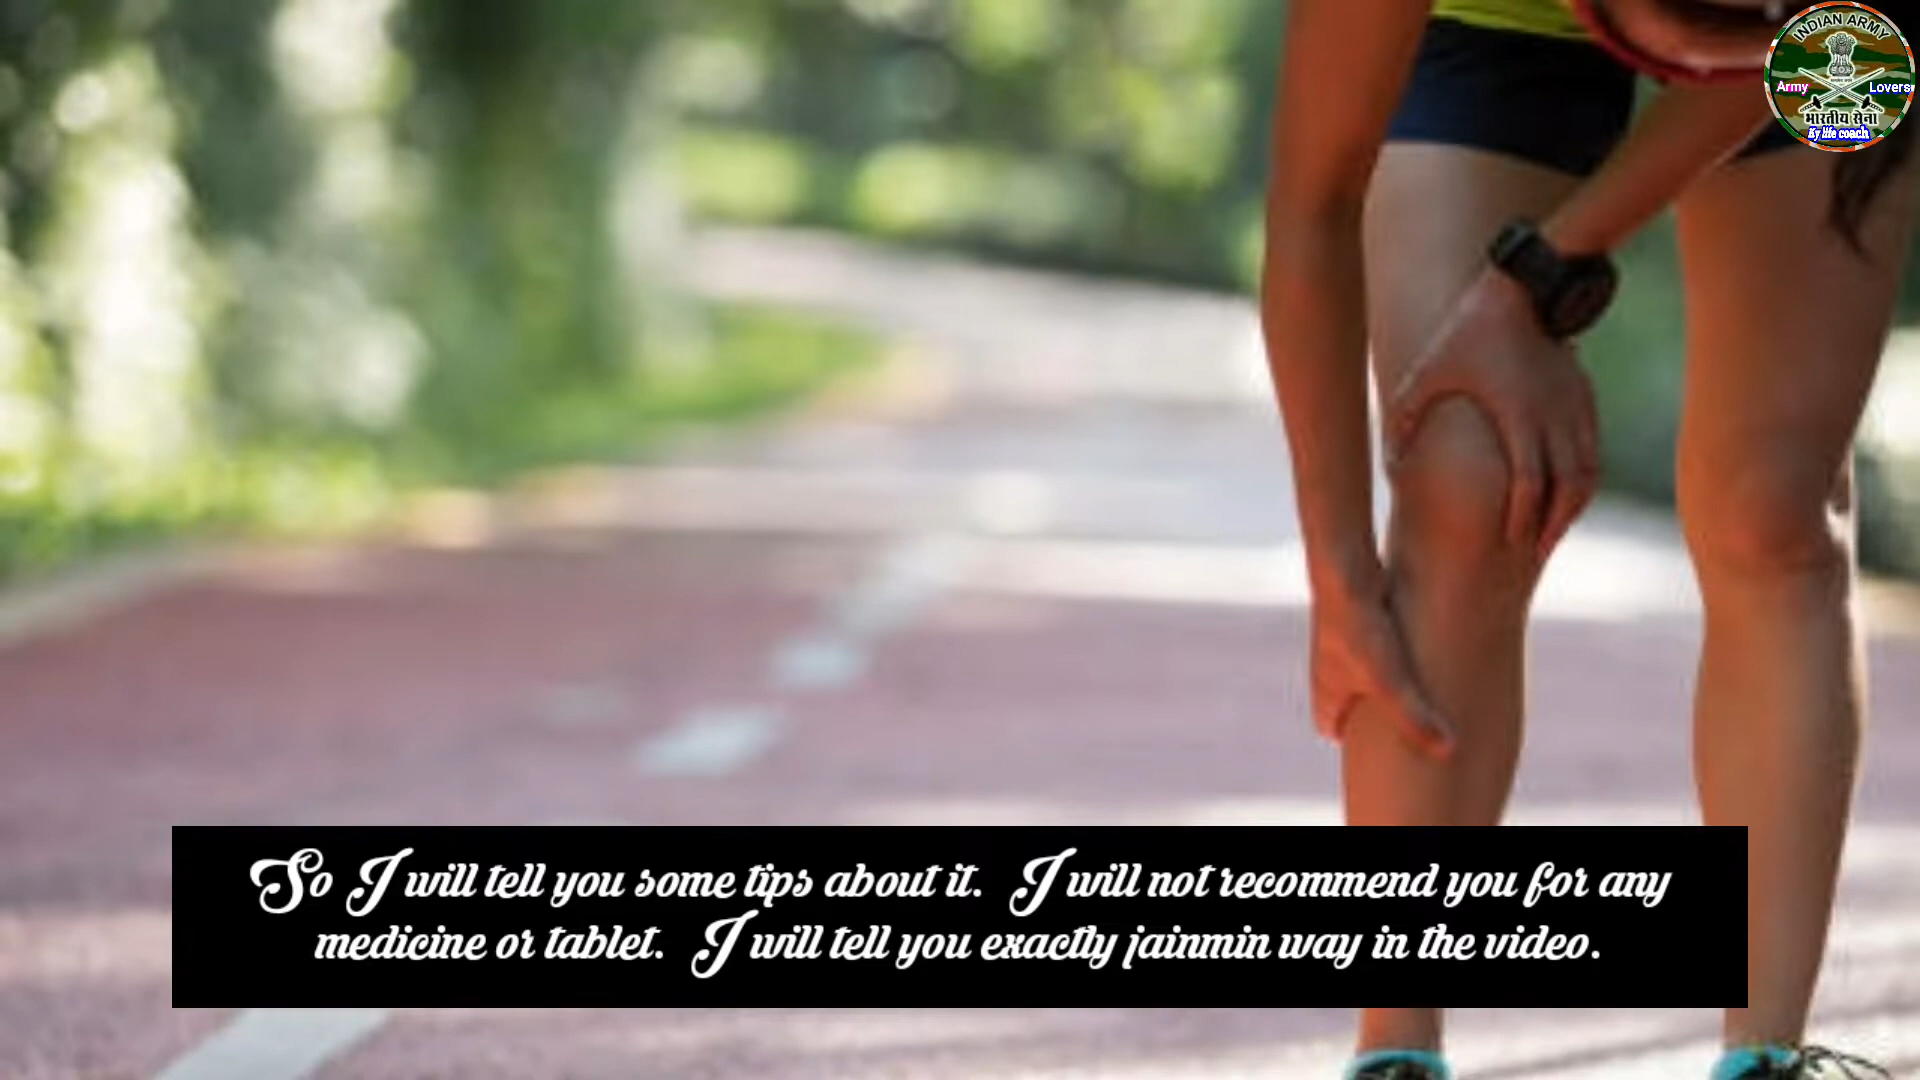 INDIAN ARMY
Army Lovers
भारतीय सेना
Ky life coach
So I will tell you some tips about it. I will not recommend you for any
medicine or tablet. I will tell you exactly jainmin way in the video.